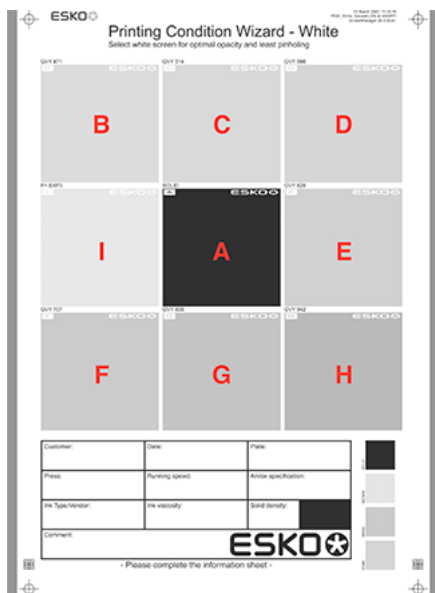 ESKO
Printing Condition Wizard - White
Select white screen for optimal opacity and least pinholing
ESKO
B
ESKO
C
ESKO
D
ESKO
I
SOLID
ESKO
A
ESKO
E
ESKO
F
ESKO
G
ESKO
H
Customer:
Date:
Plate:
Press:
Running speed:
Anilox specification:
Ink Type/Vendor:
Ink viscosity:
Solid density:
Comment:
ESKO
- Please complete the information sheet -